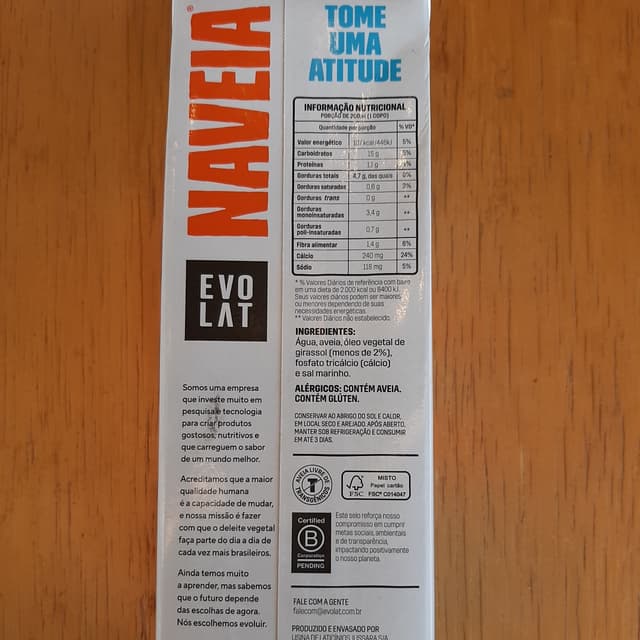 NAVEIA®
EVO
LAT
Somos uma empresa
que investe muito em
pesquisa e tecnologia
para criar produtos
gostosos, nutritivos e
que carreguem o sabor
de um mundo melhor.
Acreditamos que a maior
qualidade humana
é a capacidade de mudar,
e nossa missão é fazer
com que o deleite vegetal
faça parte do dia a dia de
cada vez mais brasileiros.
Ainda temos muito
a aprender, mas sabemos
que o futuro depende
das escolhas de agora.
Nós escolhemos evoluir.
TOME
UMA
ATITUDE
INFORMAÇÃO NUTRICIONAL
PORÇÃO DE 200ml (1 COPO)
Quantidade por porção % VD*
Valor energético 107kcal/446kJ 5%
Carboidratos 15 g 5%
Proteínas 1,1 g
Gorduras totais 4,7 g, das quais
Gorduras saturadas 0,6 g 3%
Gorduras trans 0 g **
Gorduras
monoinsaturadas 3,4 g **
Gorduras
poli-insaturadas 0,7 g **
Fibra alimentar 1,4 g 6%
Cálcio 240 mg 24%
Sódio 118 mg 5%
* % Valores Diários de referência com base
em uma dieta de 2.000 kcal ou 8400 kJ.
Seus valores diários podem ser maiores
ou menores dependendo de suas
necessidades energéticas.
** Valores Diários não estabelecido.
INGREDIENTES:
Água, aveia, óleo vegetal de
girassol (menos de 2%),
fosfato tricálcio (cálcio)
e sal marinho.
ALÉRGICOS: CONTÉM AVEIA.
CONTÉM GLÚTEN.
CONSERVAR AO ABRIGO DO SOL E CALOR,
EM LOCAL SECO E AREJADO. APÓS ABERTO,
MANTER SOB REFRIGERAÇÃO E CONSUMIR
EM ATÉ 3 DIAS.
AVEIA LIVRE DE
TRANSGÊNICOS
T
FSC
MISTO
Papel cartão
FSC® C014047
Certified
B
Corporation
PENDING
Este selo reforça nosso
compromisso em cumprir
metas sociais, ambientais
e de transparência,
impactando positivamente
o nosso planeta.
FALE COM A GENTE
falecom@evolat.com.br
PRODUZIDO E ENVASADO POR
USINA DE LATICÍNIOS JUSSARA S/A